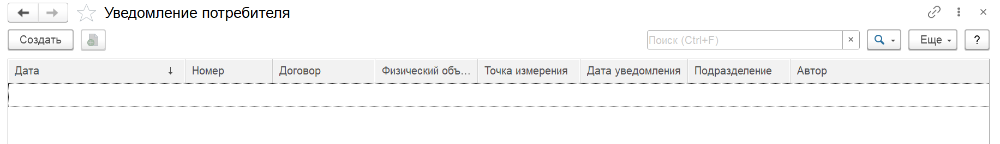 Уведомление потребителя
Создать Поиск (Ctrl+F) × Еще ?
Дата ↓ Номер Договор Физический объ... Точка измерения Дата уведомления Подразделение Автор